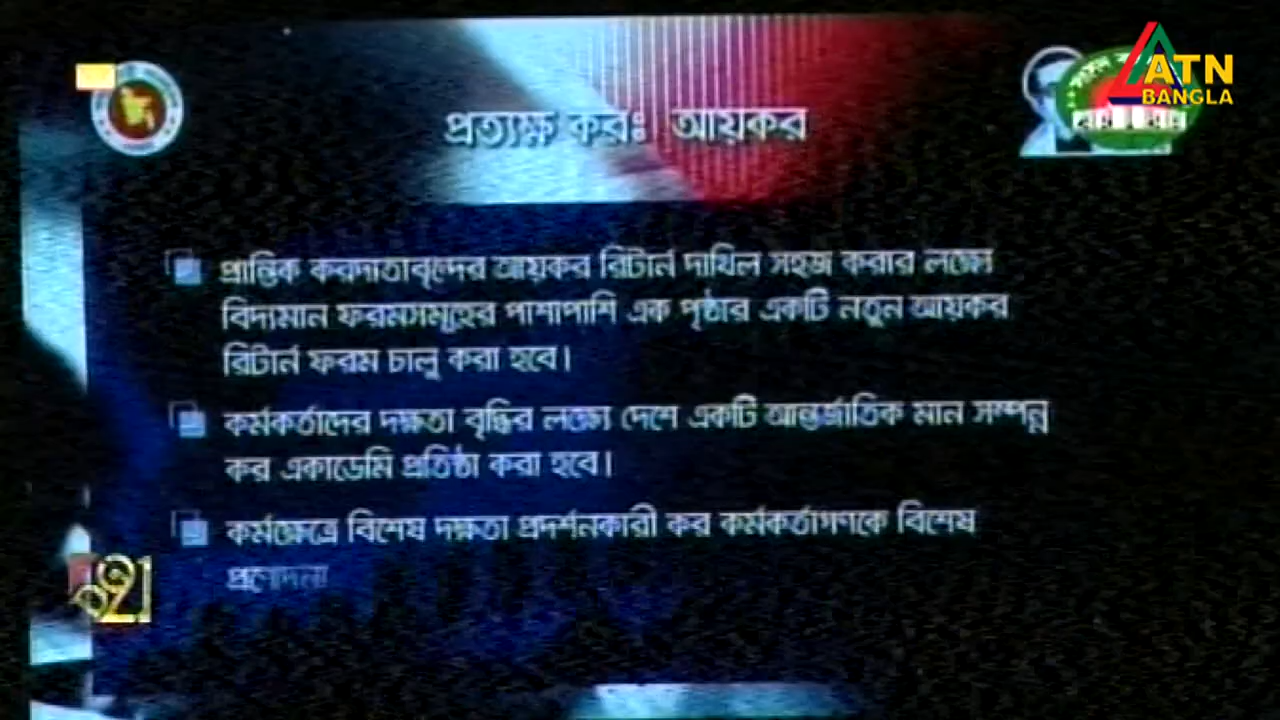 ATN
BANGLA
প্রত্যক্ষ করঃ আয়কর
প্রান্তিক করদাতাবৃন্দের আয়কর রিটার্ন দাখিল সহজ করার লক্ষ্যে
বিদ্যমান ফরমসমূহের পাশাপাশি এক পৃষ্ঠার একটি নতুন আয়কর
রিটার্ন ফরম চালু করা হবে।
কর্মকর্তাদের দক্ষতা বৃদ্ধির লক্ষ্যে দেশে একটি আন্তর্জাতিক মান সম্পন্ন
কর একাডেমি প্রতিষ্ঠা করা হবে।
কর্মক্ষেত্রে বিশেষ দক্ষতা প্রদর্শনকারী কর কর্মকর্তাগণকে বিশেষ
প্রণোদনা